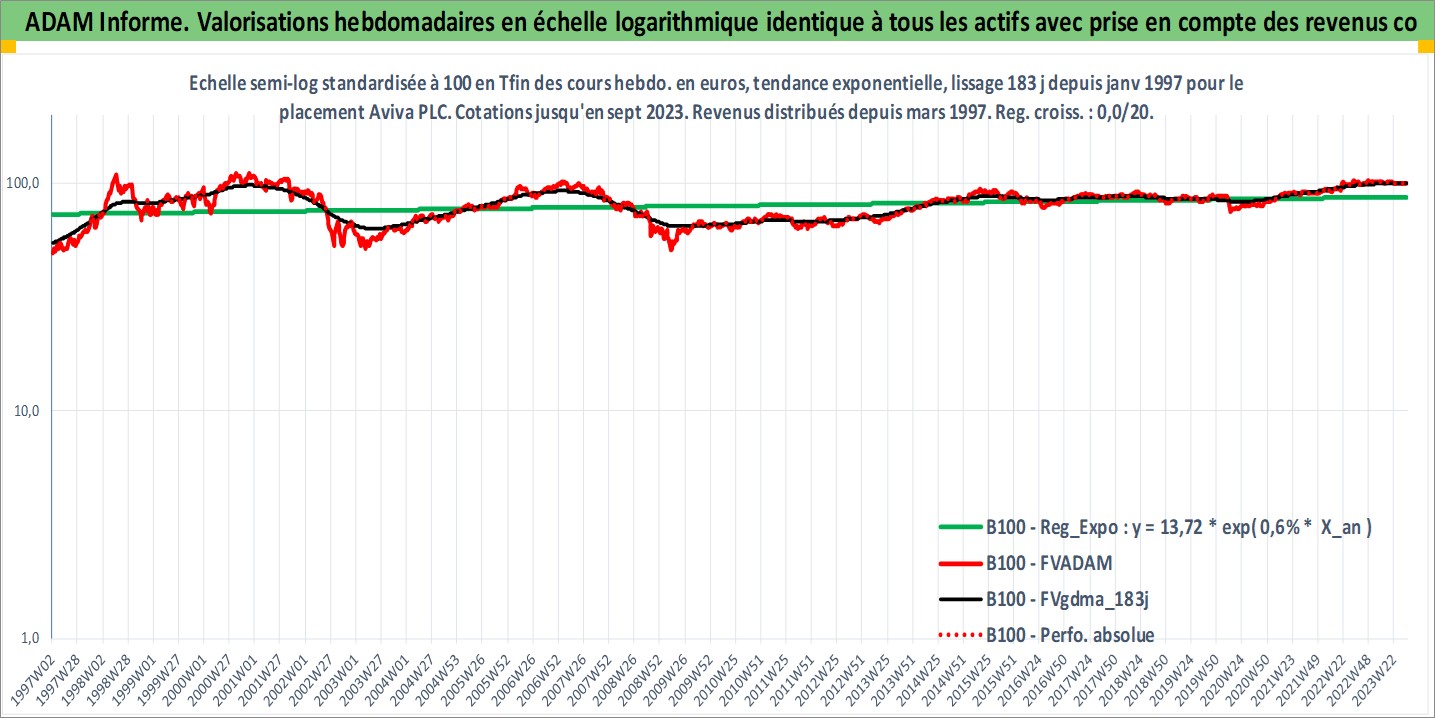 ADAM Informe. Valorisations hebdomadaires en échelle logarithmique identique à tous les actifs avec prise en compte des revenus co
Echelle semi-log standardisée à 100 en Tfin des cours hebdo. en euros, tendance exponentielle, lissage 183 j depuis janv 1997 pour le
placement Aviva PLC. Cotations jusqu'en sept 2023. Revenus distribués depuis mars 1997. Reg. croiss. : 0,0/20.
100,0
10,0
1,0
B100 - Reg_Expo : y = 13,72 * exp( 0,6% * X_an )
B100 - FVADAM
B100 - FVgdma_183j
B100 - Perfo. absolue
1997W02
1997W28
1998W02
1998W28
1999W01
1999W27
2000W01
2000W27
2001W01
2001W27
2002W01
2002W27
2003W01
2003W27
2004W01
2004W27
2004W53
2005W26
2005W52
2006W26
2006W52
2007W26
2007W52
2008W26
2008W52
2009W26
2009W52
2010W25
2010W51
2011W25
2011W51
2012W25
2012W51
2013W25
2013W51
2014W25
2014W51
2015W25
2015W51
2016W24
2016W50
2017W24
2017W50
2018W24
2018W50
2019W24
2019W50
2020W24
2020W50
2021W23
2021W49
2022W22
2022W48
2023W22